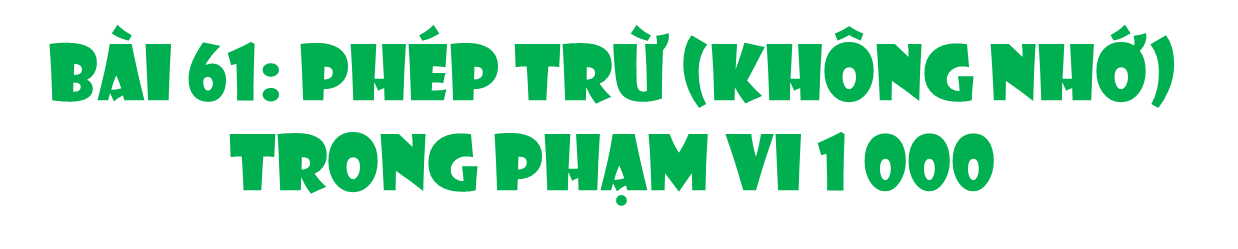 BÀI 61: PHÉP TRỪ (KHÔNG NHỚ)
TRONG PHẠM VI 1 000